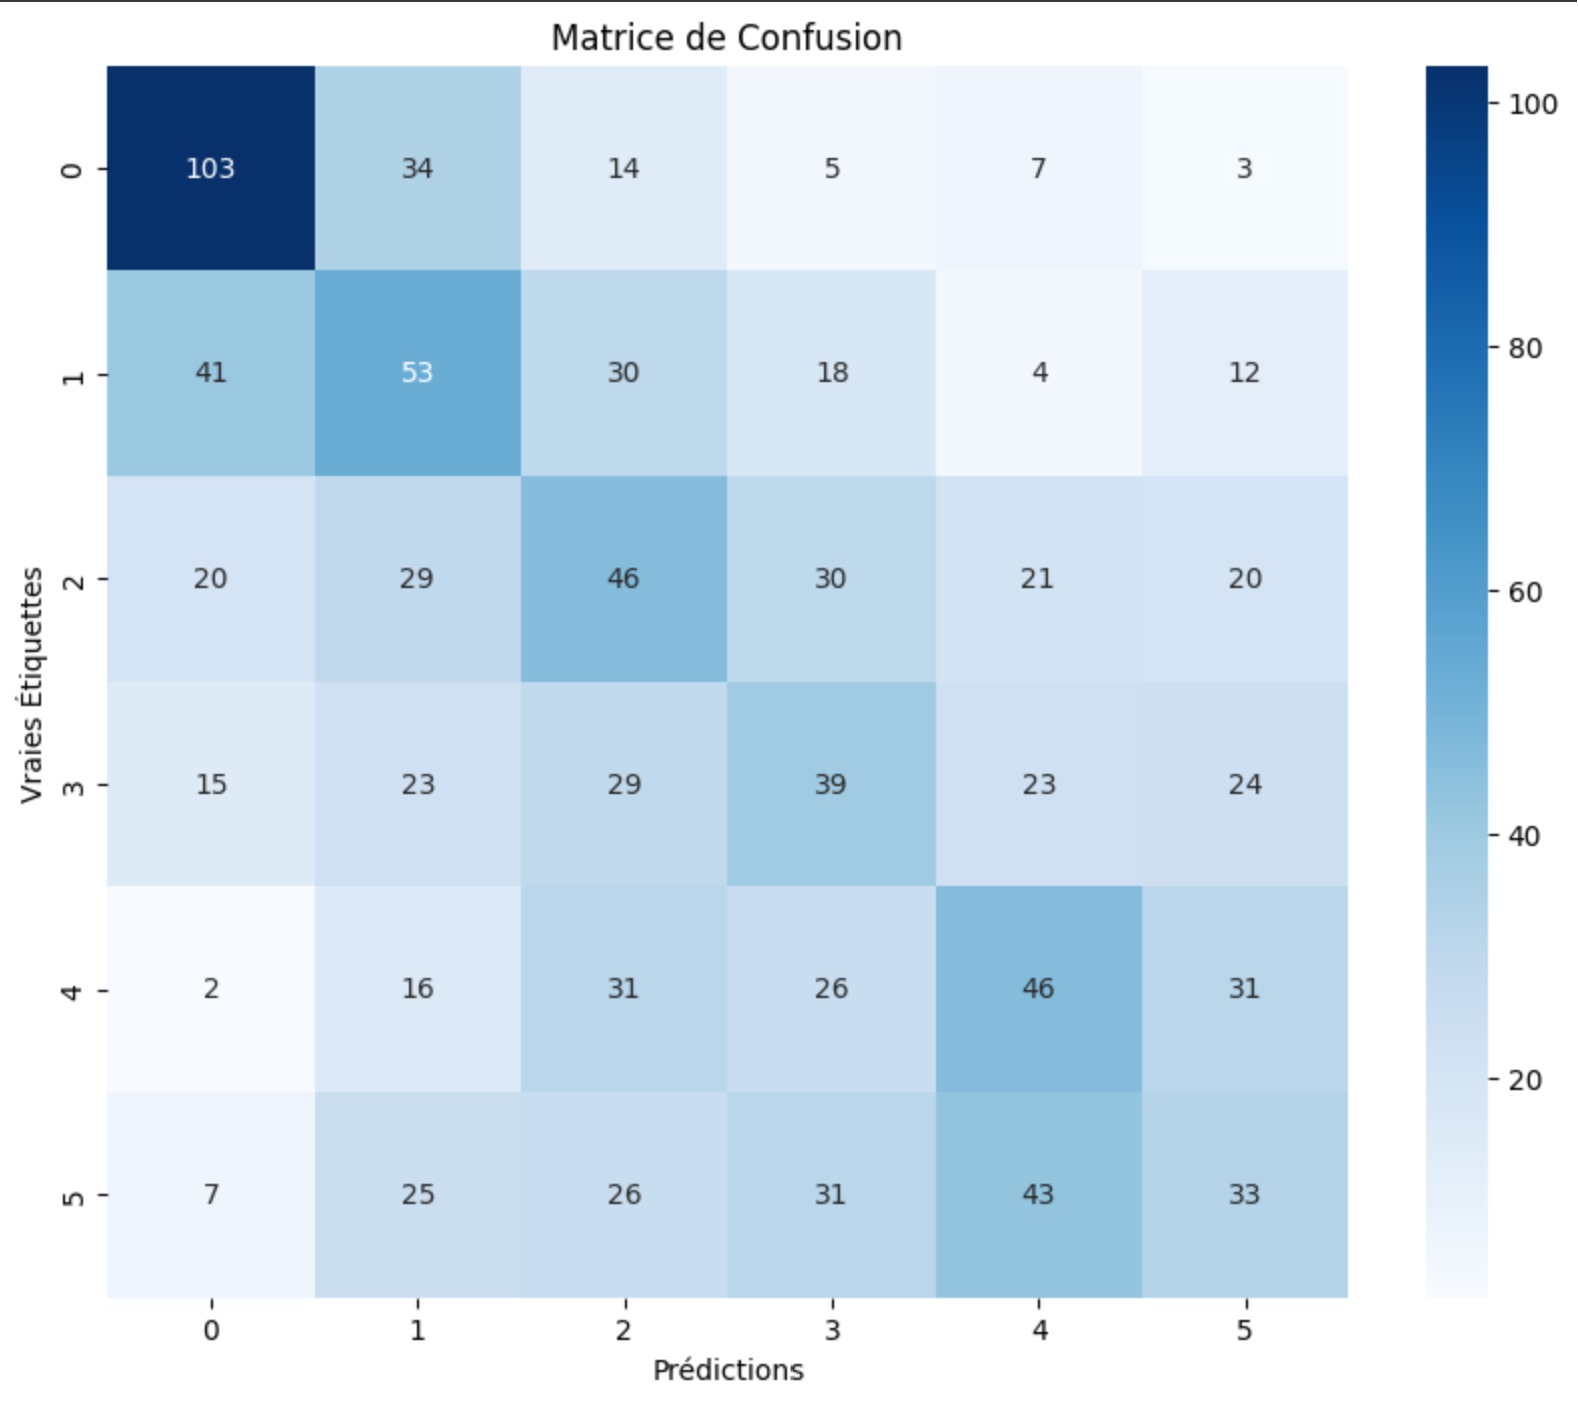 Matrice de Confusion
0 103 34 14 5 7 3
1 41 53 30 18 4 12
2 20 29 46 30 21 20
3 15 23 29 39 23 24
4 2 16 31 26 46 31
5 7 25 26 31 43 33
Vraies Étiquettes
0 1 2 3 4 5
Prédictions
100
80
60
40
20